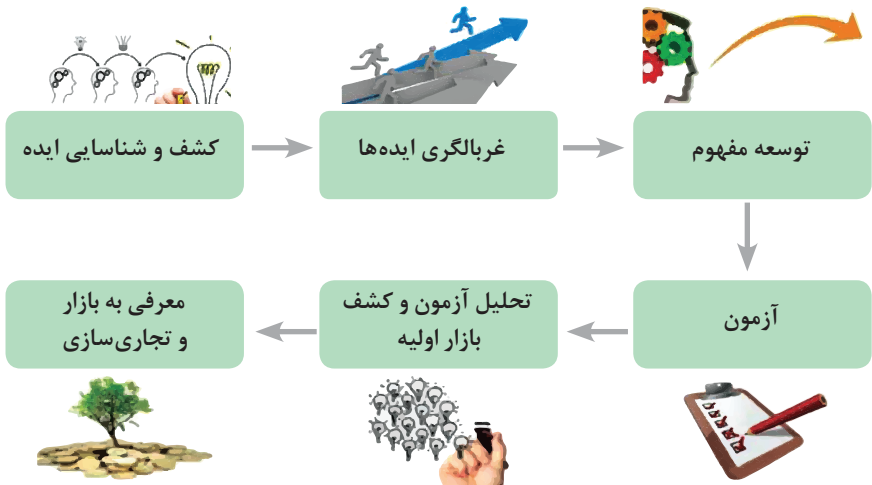 کشف و شناسایی ایده
غربالگری ایده‌ها
توسعه مفهوم
آزمون
تحلیل آزمون و کشف
بازار اولیه
معرفی به بازار
و تجاری‌سازی